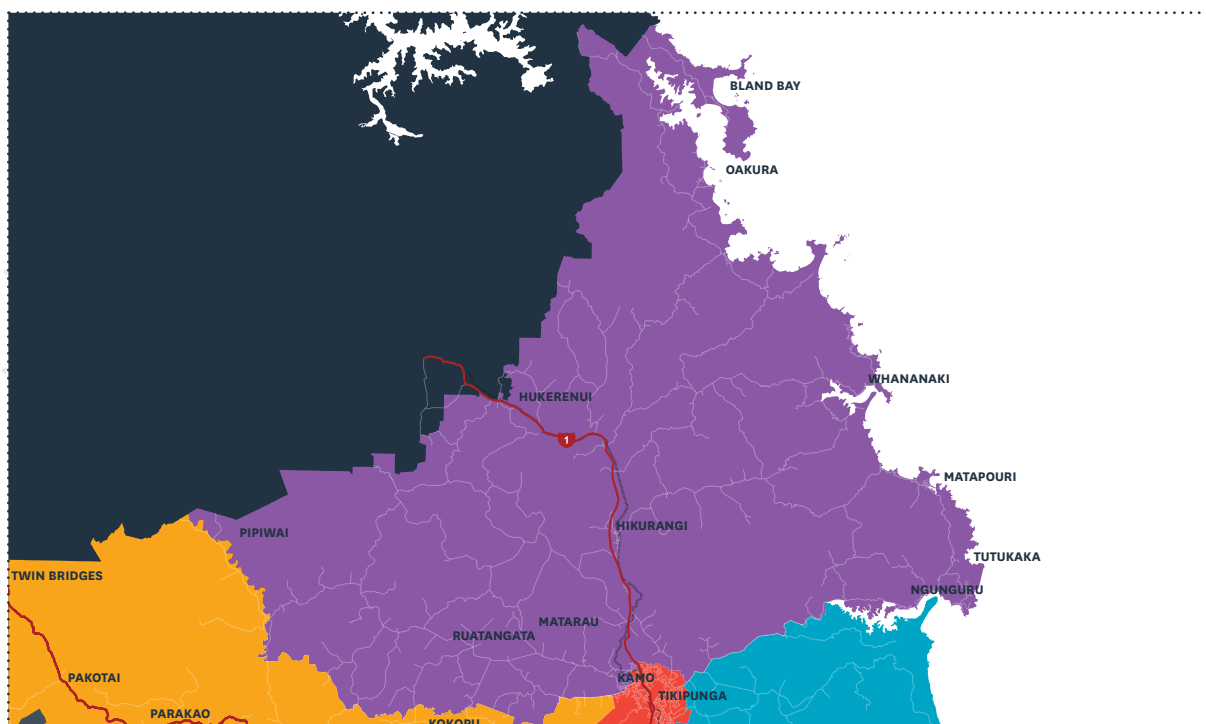 BLAND BAY
OAKURA
WHANANAKI
HUKERENUI
1
MATAPOURI
HIKURANGI
PIPIWAI
TUTUKAKA
TWIN BRIDGES
NGUNGURU
MATARAU
RUATANGATA
PAKOTAI
KAMO
TIKIPUNGA
PARAKAO
KOKOPU